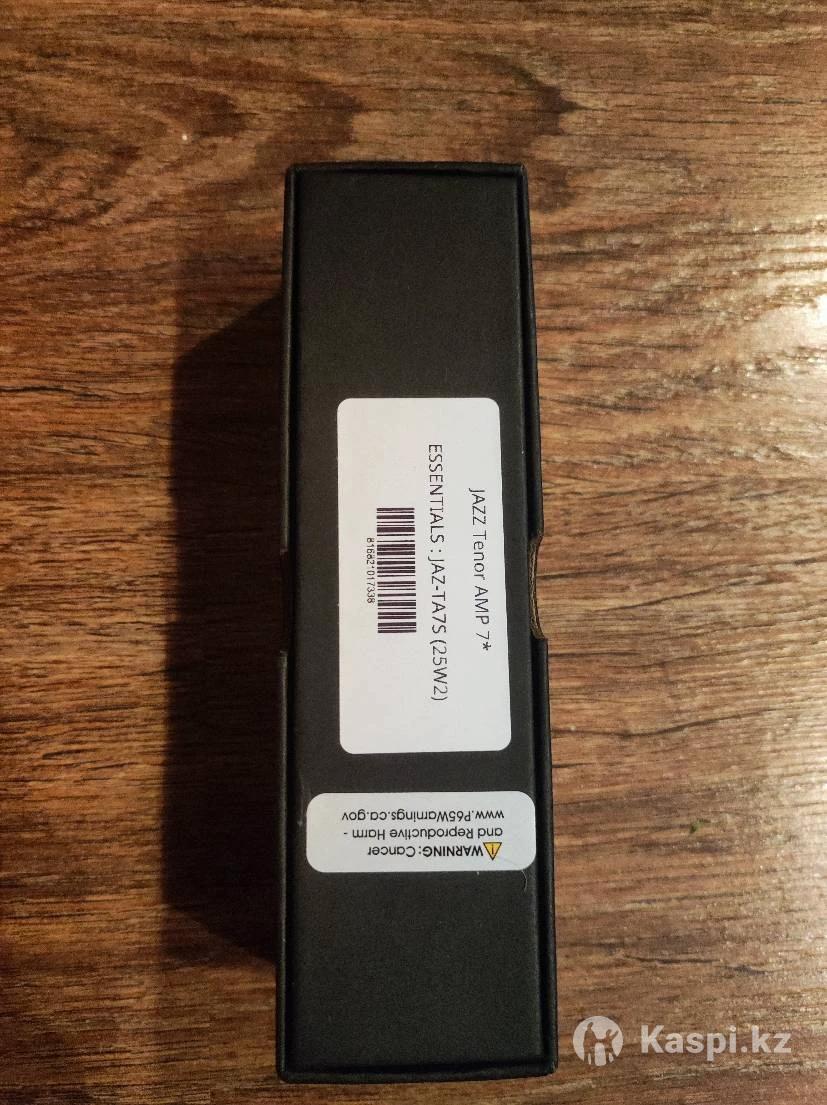 JAZZ Tenor AMP 7*
ESSENTIALS : JAZ-TA7S (25W2)
816821017338
WARNING: Cancer
and Reproductive Harm -
www.P65Warnings.ca.gov
Kaspi.kz